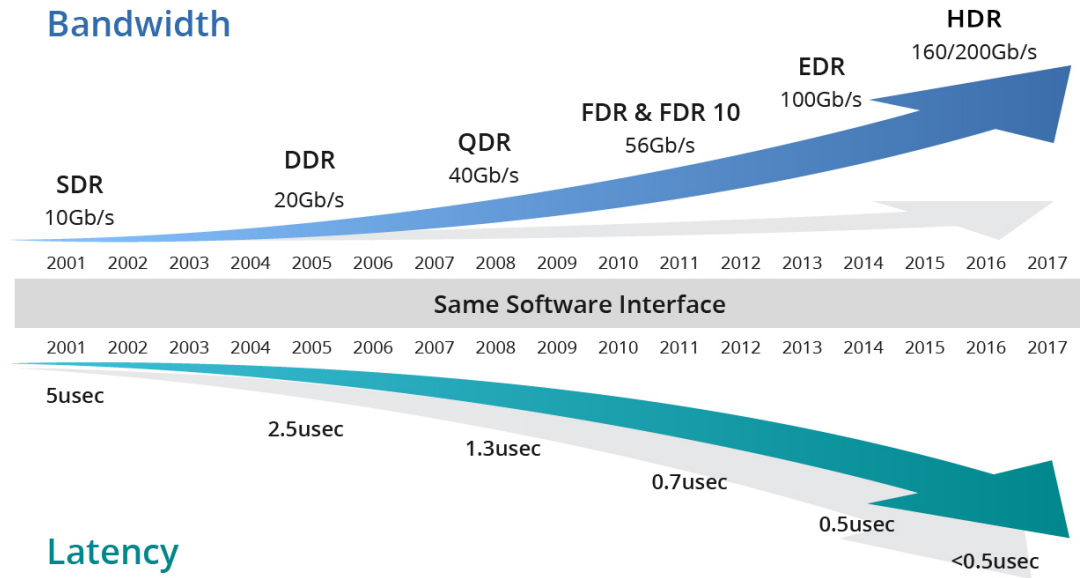 Bandwidth
HDR
160/200Gb/s
EDR
100Gb/s
FDR & FDR 10
56Gb/s
QDR
40Gb/s
DDR
20Gb/s
SDR
10Gb/s
2001 2002 2003 2004 2005 2006 2007 2008 2009 2010 2011 2012 2013 2014 2015 2016 2017
Same Software Interface
2001 2002 2003 2004 2005 2006 2007 2008 2009 2010 2011 2012 2013 2014 2015 2016 2017
5usec
2.5usec
1.3usec
0.7usec
0.5usec
<0.5usec
Latency